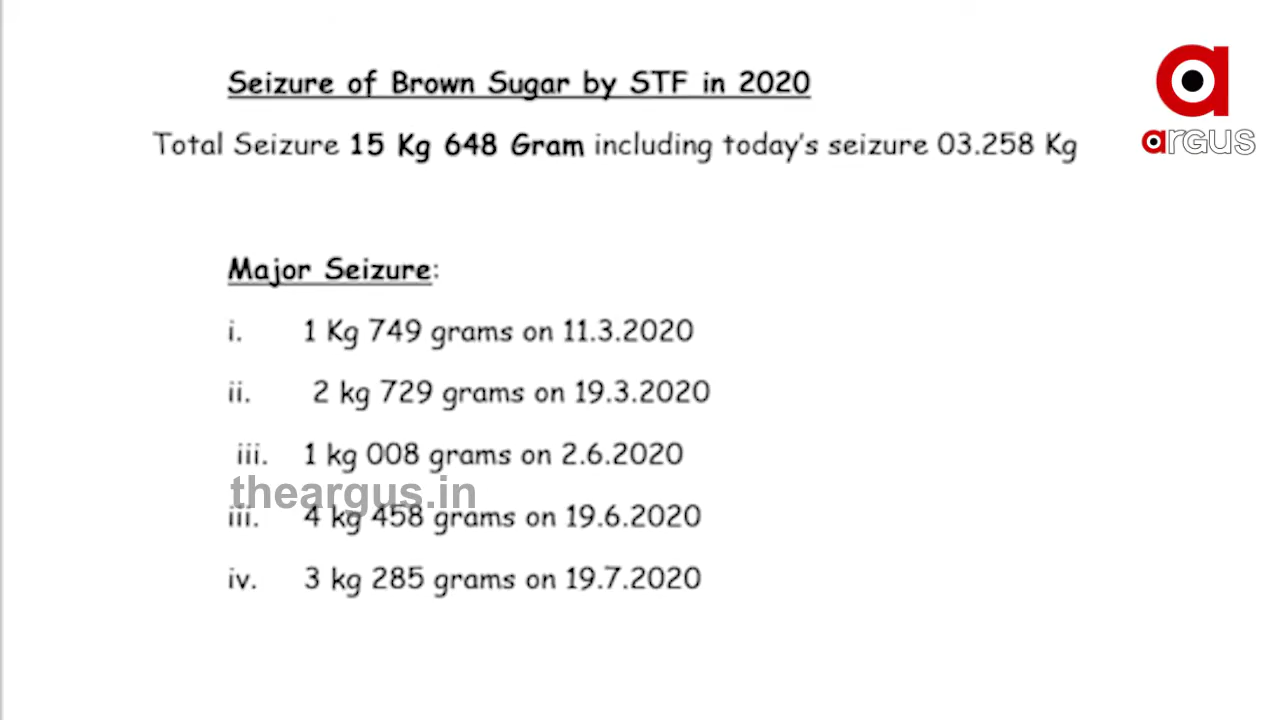 a
argus
Seizure of Brown Sugar by STF in 2020
Total Seizure 15 Kg 648 Gram including today's seizure 03.258 Kg
Major Seizure:
i. 1 Kg 749 grams on 11.3.2020
ii. 2 kg 729 grams on 19.3.2020
iii. 1 kg 008 grams on 2.6.2020
theargus.in
iii. 4 kg 458 grams on 19.6.2020
iv. 3 kg 285 grams on 19.7.2020